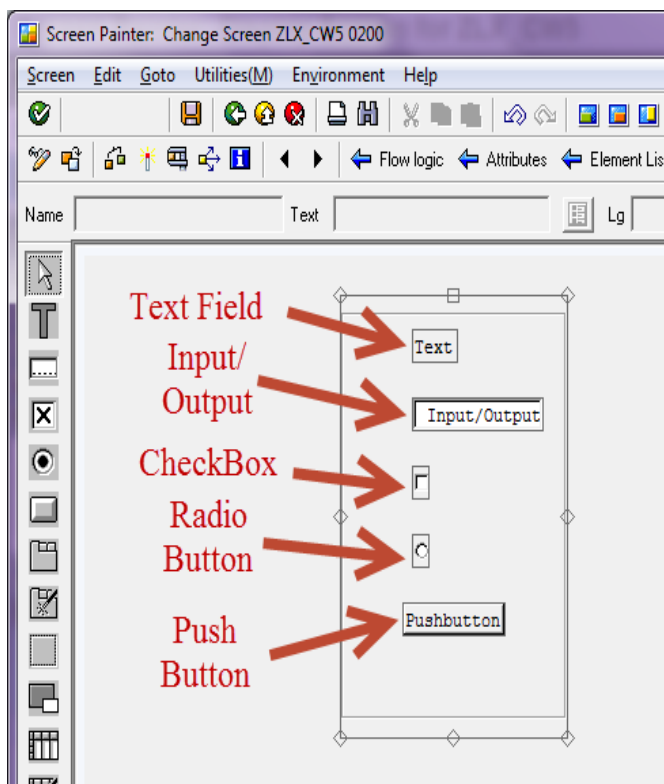 Screen Painter: Change Screen ZLX_CW5 0200
Screen Edit Goto Utilities(M) Environment Help
Flow logic Attributes Element Lis
Name Text Lg
Text Field
Text
Input/
Output
Input/Output
CheckBox
Radio
Button
Push
Button
Pushbutton